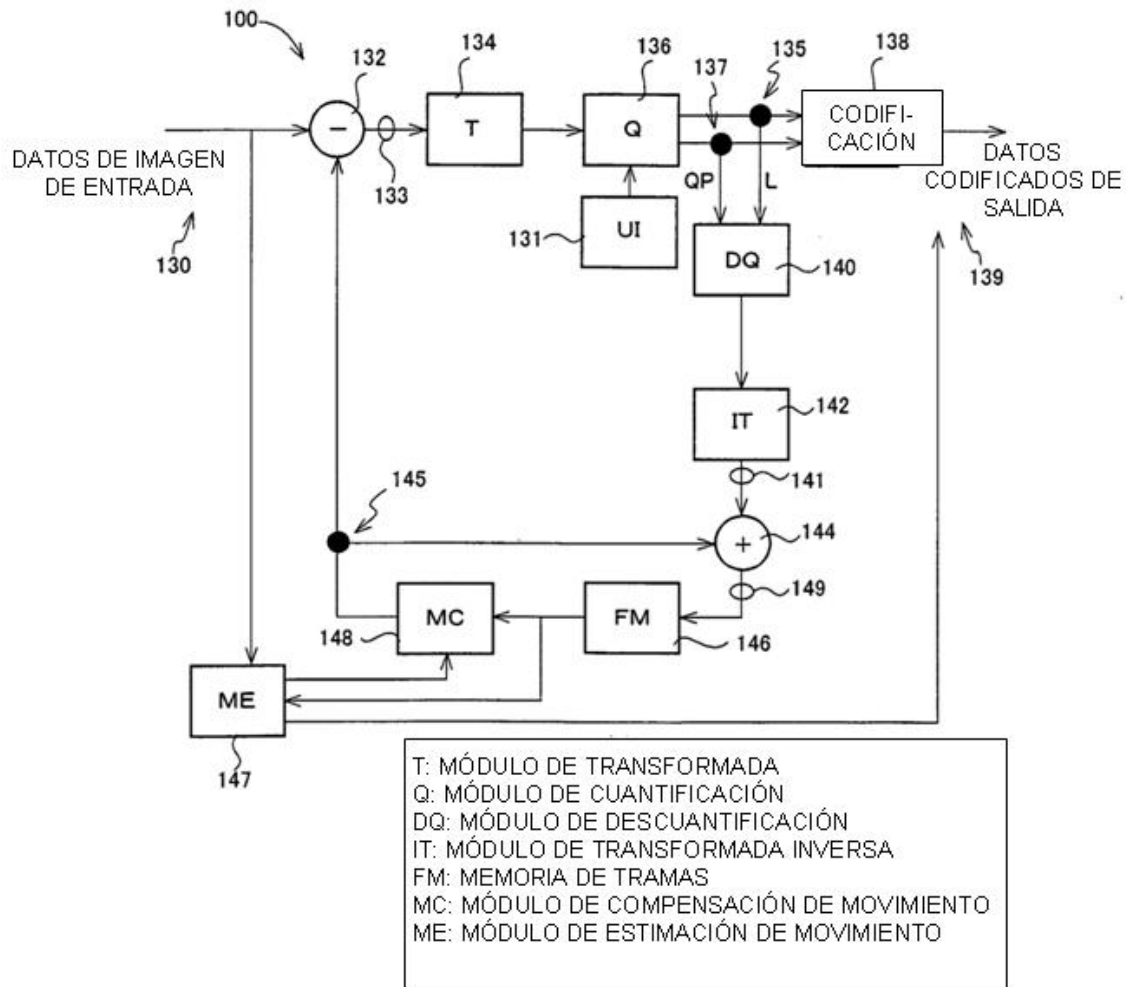 100
132
134
136
137
135
138
DATOS DE IMAGEN
DE ENTRADA
−
T
Q
CODIFI-
CACIÓN
DATOS
CODIFICADOS DE
SALIDA
130
133
131
UI
QP
L
DQ
140
139
IT
142
141
145
+
144
149
MC
148
FM
146
ME
147
T: MÓDULO DE TRANSFORMADA
Q: MÓDULO DE CUANTIFICACIÓN
DQ: MÓDULO DE DESCUANTIFICACIÓN
IT: MÓDULO DE TRANSFORMADA INVERSA
FM: MEMORIA DE TRAMAS
MC: MÓDULO DE COMPENSACIÓN DE MOVIMIENTO
ME: MÓDULO DE ESTIMACIÓN DE MOVIMIENTO